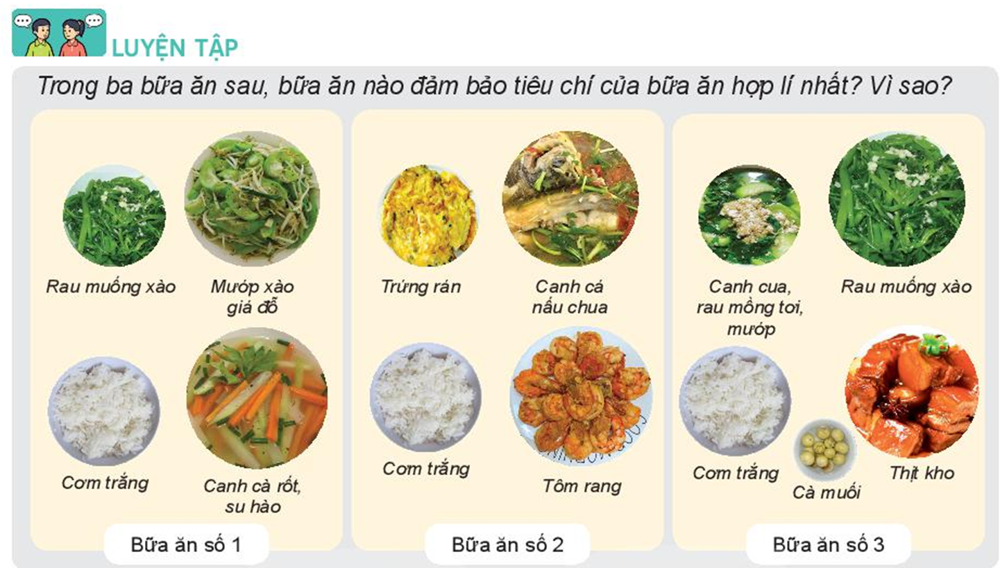 LUYỆN TẬP
Trong ba bữa ăn sau, bữa ăn nào đảm bảo tiêu chí của bữa ăn hợp lí nhất? Vì sao?
Rau muống xào
Mướp xào
giá đỗ
Cơm trắng
Canh cà rốt,
su hào
Bữa ăn số 1
Trứng rán
Canh cá
nấu chua
Cơm trắng
Tôm rang
Bữa ăn số 2
Canh cua,
rau mồng tơi,
mướp
Rau muống xào
Cơm trắng
Cà muối
Thịt kho
Bữa ăn số 3